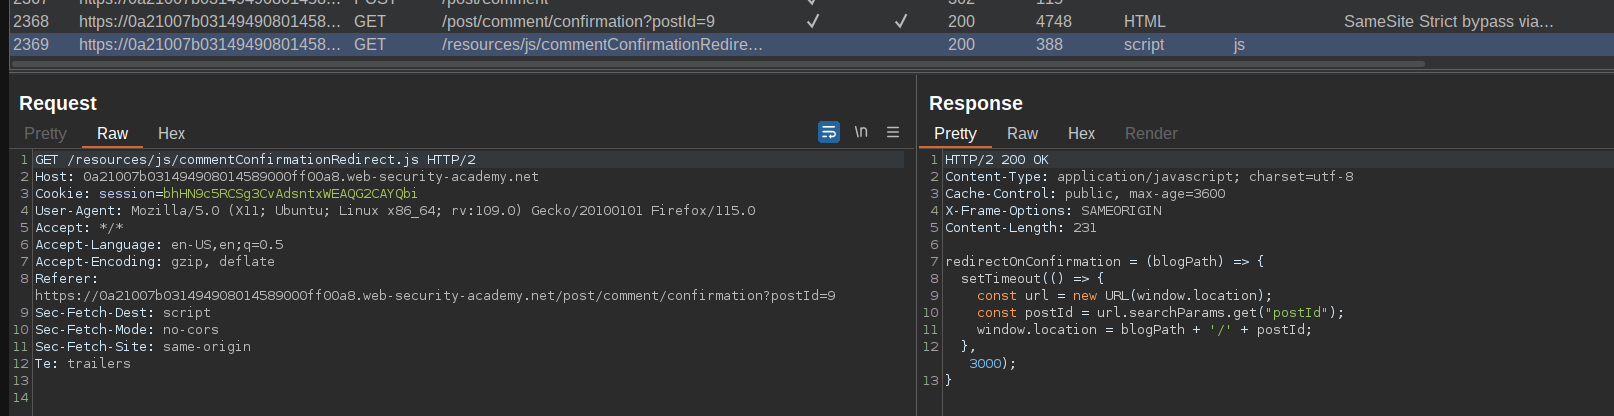 2367 POST /post/comment 302 115
2368 https://0a21007b03149490801458... GET /post/comment/confirmation?postId=9 ✓ ✓ 200 4748 HTML SameSite Strict bypass via...
2369 https://0a21007b03149490801458... GET /resources/js/commentConfirmationRedire... 200 388 script js
Request
Pretty Raw Hex \n
1 GET /resources/js/commentConfirmationRedirect.js HTTP/2
2 Host: 0a21007b031494908014589000ff00a8.web-security-academy.net
3 Cookie: session=bhHN9c5RCSg3CvAdsntxWEAQG2CAYQbi
4 User-Agent: Mozilla/5.0 (X11; Ubuntu; Linux x86_64; rv:109.0) Gecko/20100101 Firefox/115.0
5 Accept: */*
6 Accept-Language: en-US,en;q=0.5
7 Accept-Encoding: gzip, deflate
8 Referer:
https://0a21007b031494908014589000ff00a8.web-security-academy.net/post/comment/confirmation?postId=9
9 Sec-Fetch-Dest: script
10 Sec-Fetch-Mode: no-cors
11 Sec-Fetch-Site: same-origin
12 Te: trailers
13
14
Response
Pretty Raw Hex Render
1 HTTP/2 200 OK
2 Content-Type: application/javascript; charset=utf-8
3 Cache-Control: public, max-age=3600
4 X-Frame-Options: SAMEORIGIN
5 Content-Length: 231
6
7 redirectOnConfirmation = (blogPath) => {
8 setTimeout(() => {
9 const url = new URL(window.location);
10 const postId = url.searchParams.get("postId");
11 window.location = blogPath + '/' + postId;
12 },
3000);
13 }